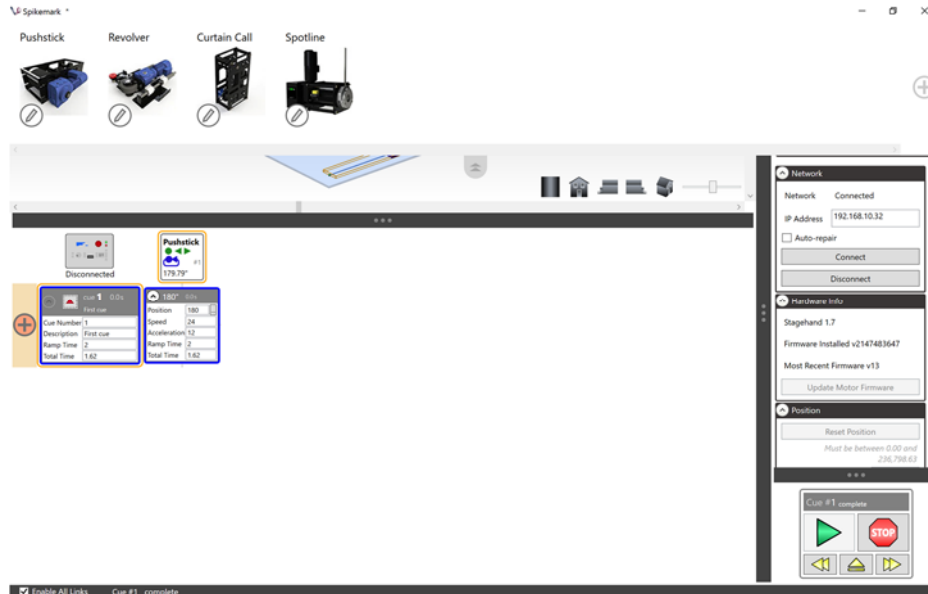 Spikemark *
Pushstick
Revolver
Curtain Call
Spotline
Network
Network Connected
IP Address 192.168.10.32
Auto-repair
Connect
Disconnect
Hardware Info
Stagehand 1.7
Firmware Installed v2147483647
Most Recent Firmware v13
Update Motor Firmware
Position
Reset Position
Must be between 0.00 and
236,798.63
Disconnected
Pushstick
#1
179.79"
cue 1 0.0s
First cue
Cue Number 1
Description First cue
Ramp Time 2
Total Time 1.62
180" 0.0s
Position 180
Speed 24
Acceleration 12
Ramp Time 2
Total Time 1.62
Cue #1 complete
STOP
Enable All Links Cue #1 complete